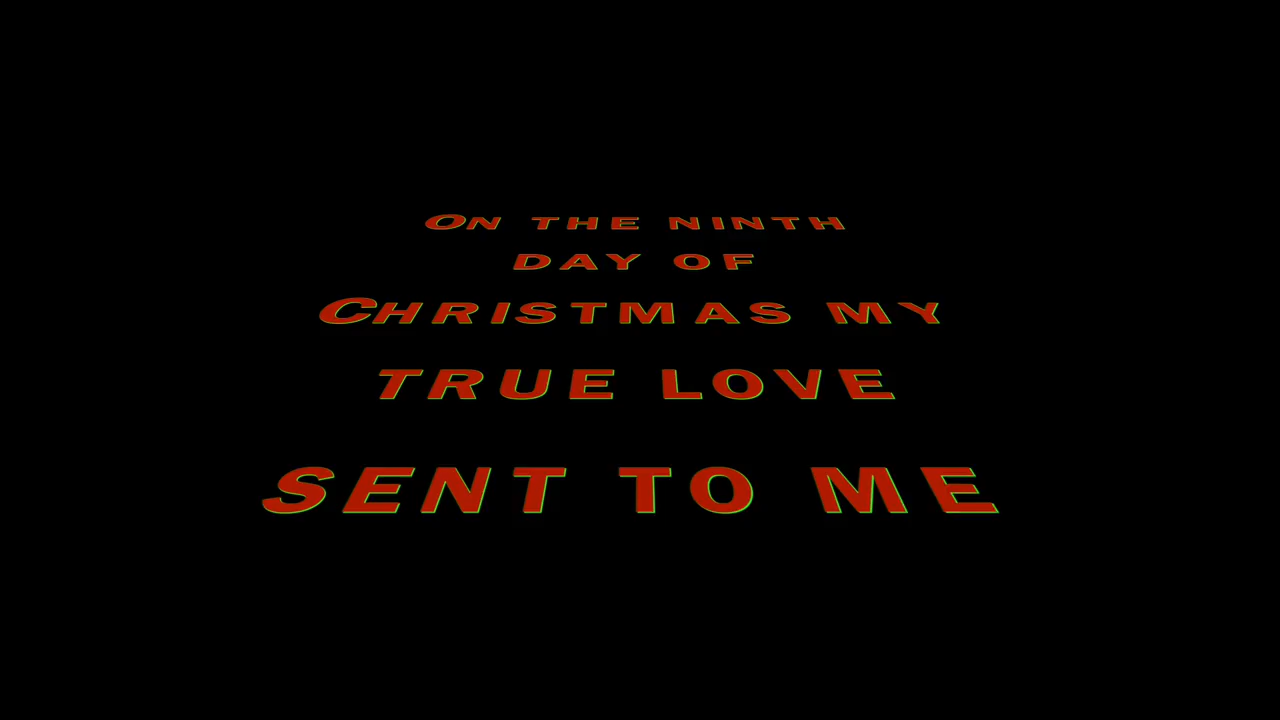 On the ninth
day of
Christmas my
true love
sent to me